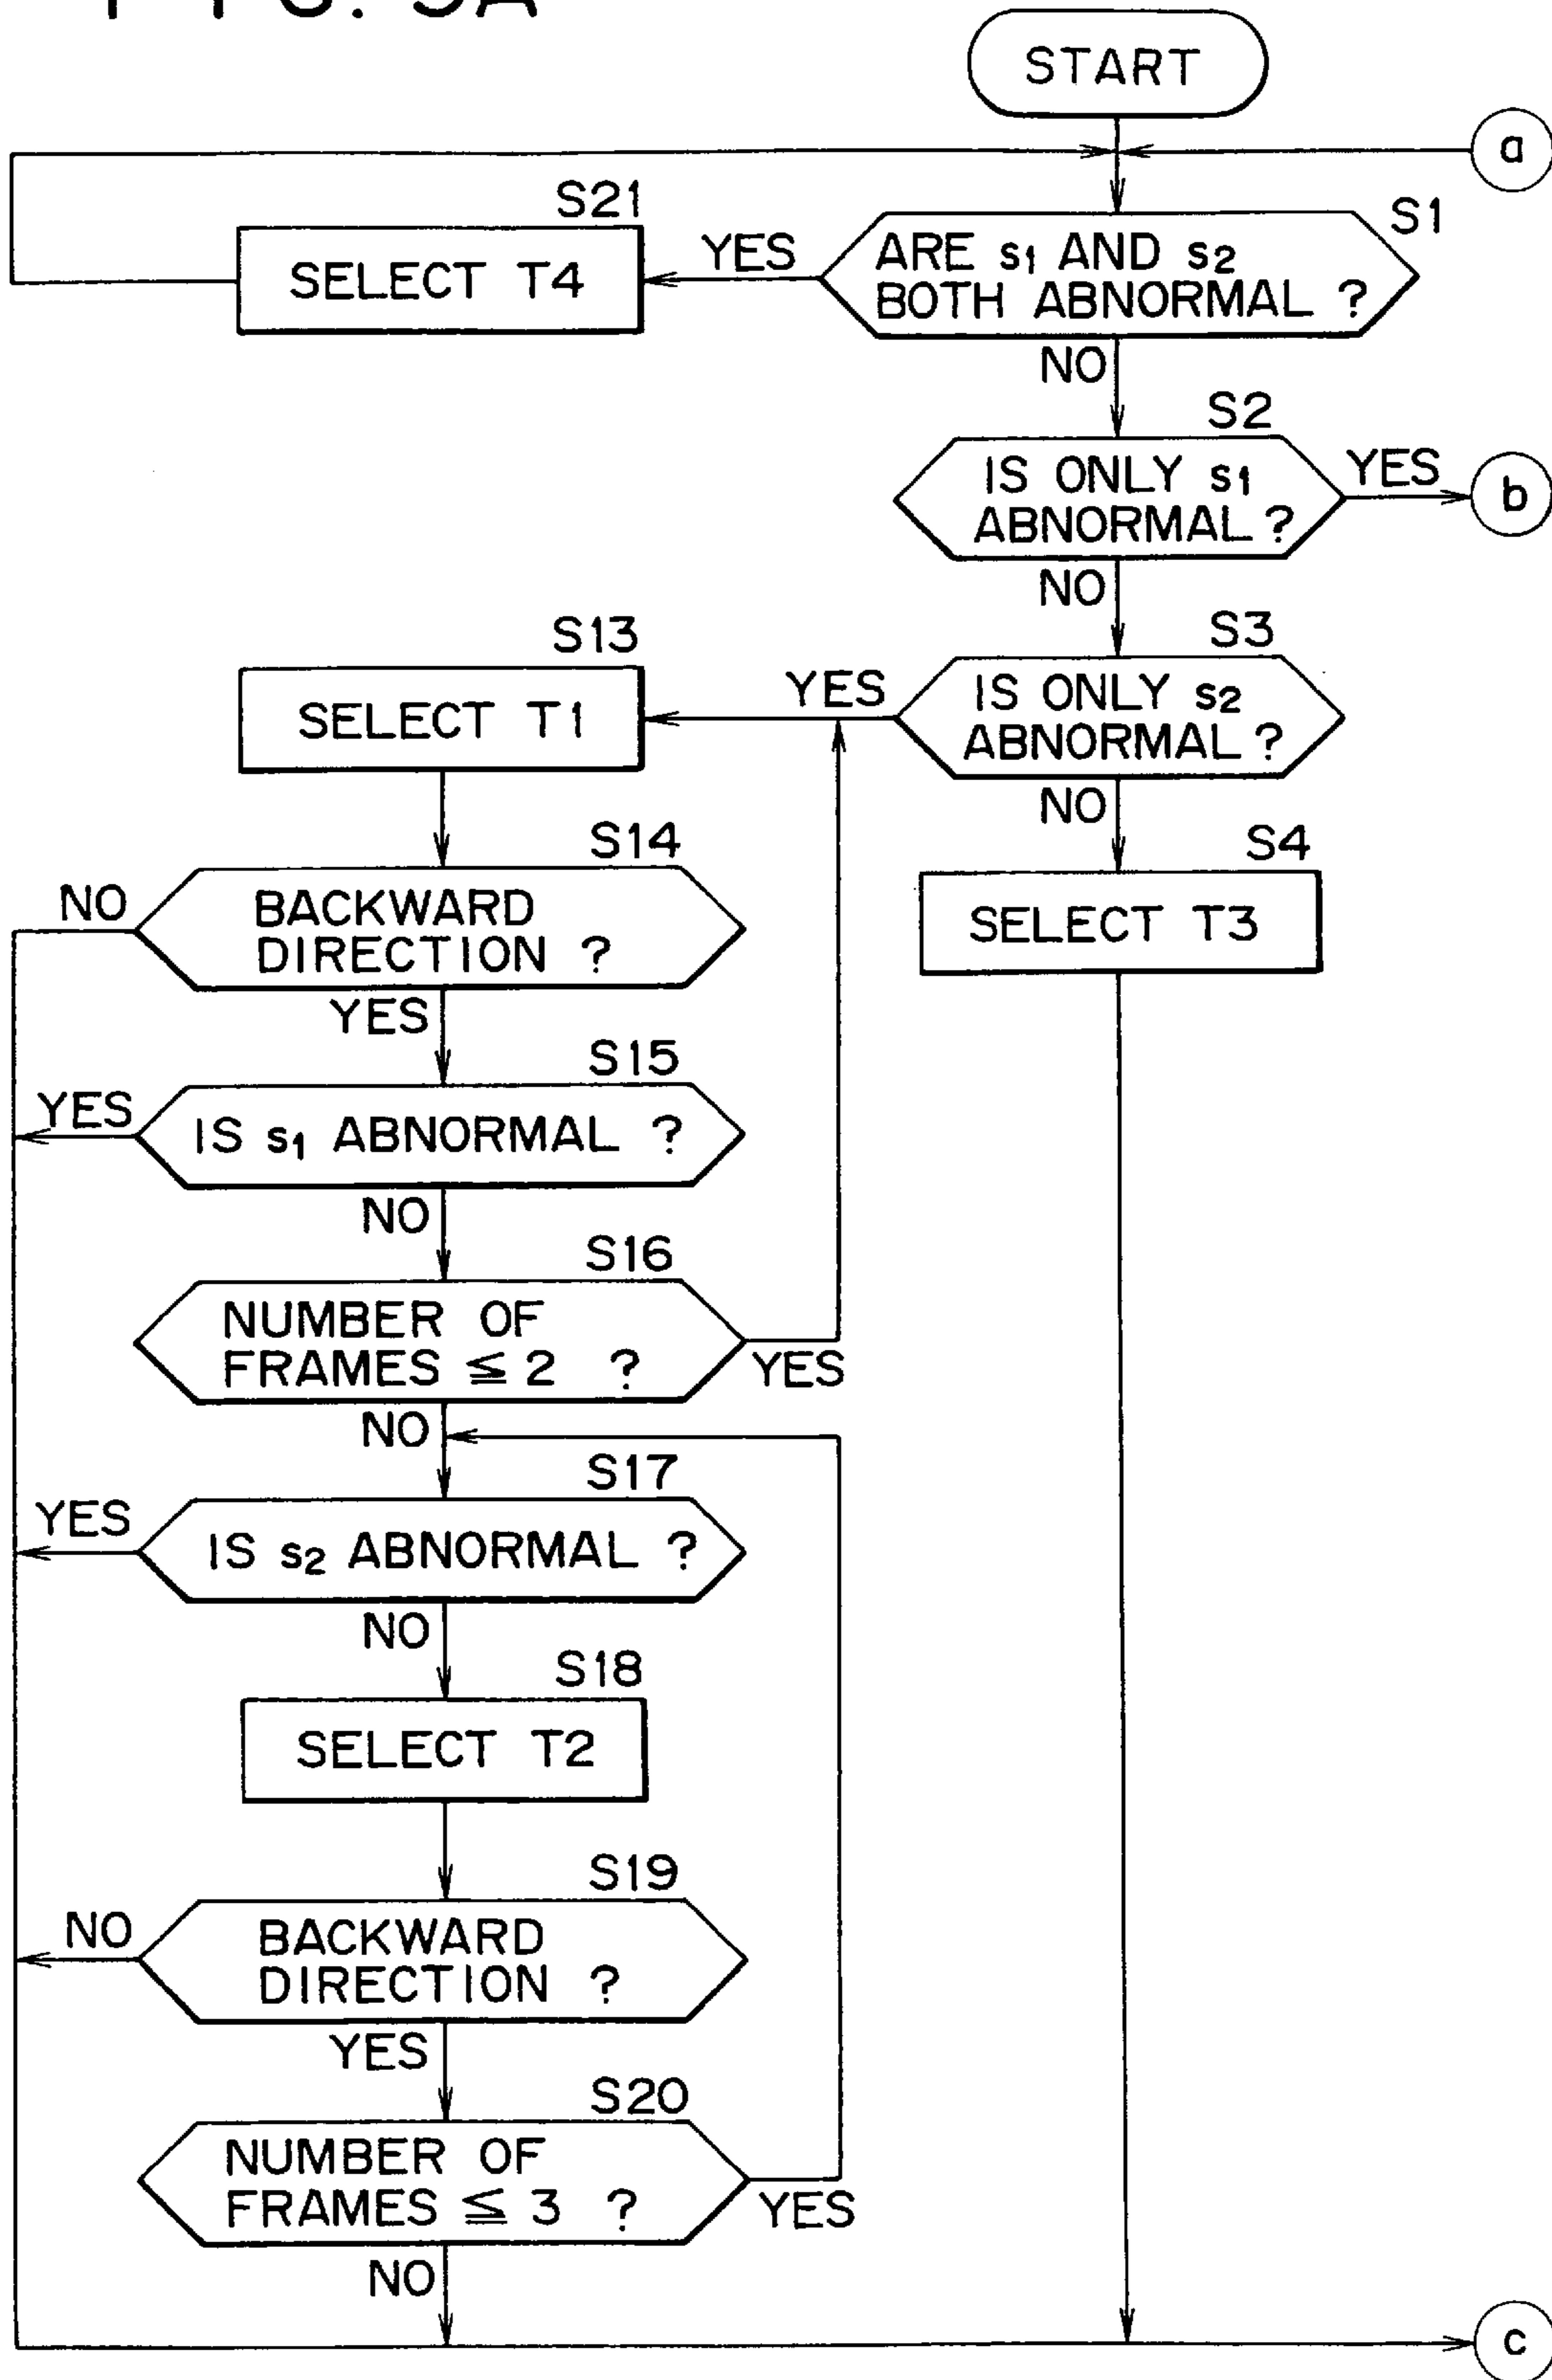 START
a
S21
S1
SELECT T4
YES
ARE s1 AND s2
BOTH ABNORMAL ?
NO
S2
IS ONLY s1
ABNORMAL ?
YES
b
NO
S13
S3
SELECT T1
YES
IS ONLY s2
ABNORMAL ?
NO
S14
S4
NO
BACKWARD
DIRECTION ?
SELECT T3
YES
S15
YES
IS s1 ABNORMAL ?
NO
S16
NUMBER OF
FRAMES ≦ 2 ?
YES
NO
S17
YES
IS s2 ABNORMAL ?
NO
S18
SELECT T2
S19
NO
BACKWARD
DIRECTION ?
YES
S20
NUMBER OF
FRAMES ≦ 3 ?
YES
NO
c